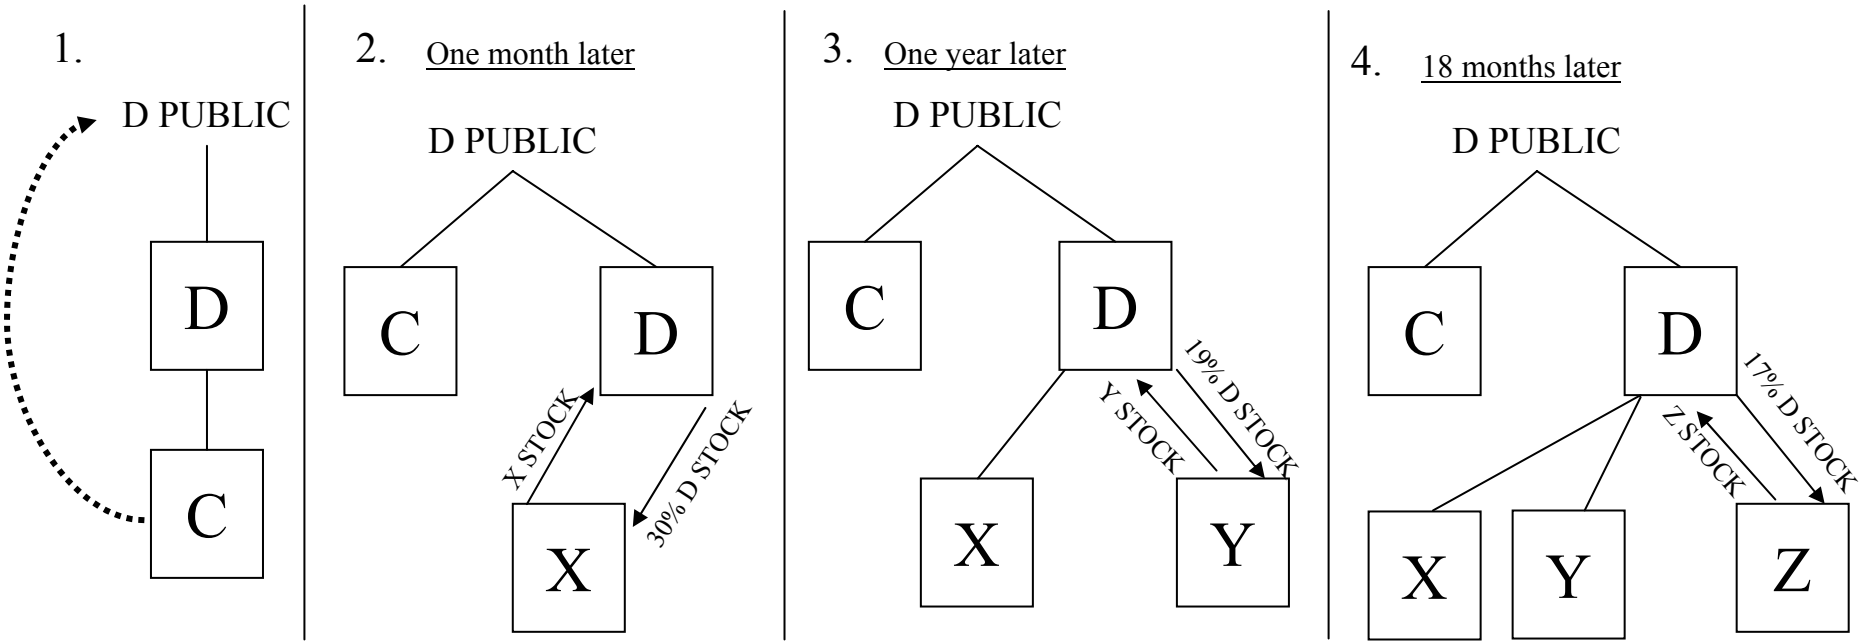 1.
D PUBLIC
D
C
2.
One month later
D PUBLIC
C
D
X STOCK
30% D STOCK
X
3.
One year later
D PUBLIC
C
D
Y STOCK
19% D STOCK
X
Y
4.
18 months later
D PUBLIC
C
D
Z STOCK
17% D STOCK
X
Y
Z